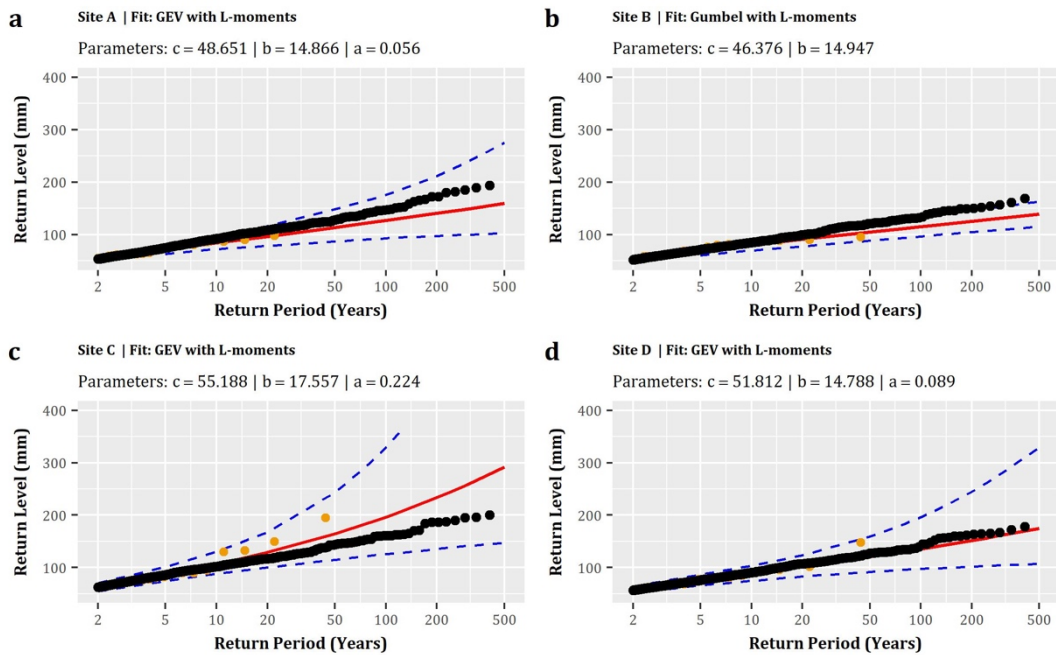 a
Site A | Fit: GEV with L-moments
Parameters: c = 48.651 | b = 14.866 | a = 0.056
Return Level (mm)
400
300
200
100
2 5 10 20 50 100 200 500
Return Period (Years)
b
Site B | Fit: Gumbel with L-moments
Parameters: c = 46.376 | b = 14.947
Return Level (mm)
400
300
200
100
2 5 10 20 50 100 200 500
Return Period (Years)
c
Site C | Fit: GEV with L-moments
Parameters: c = 55.188 | b = 17.557 | a = 0.224
Return Level (mm)
400
300
200
100
2 5 10 20 50 100 200 500
Return Period (Years)
d
Site D | Fit: GEV with L-moments
Parameters: c = 51.812 | b = 14.788 | a = 0.089
Return Level (mm)
400
300
200
100
2 5 10 20 50 100 200 500
Return Period (Years)